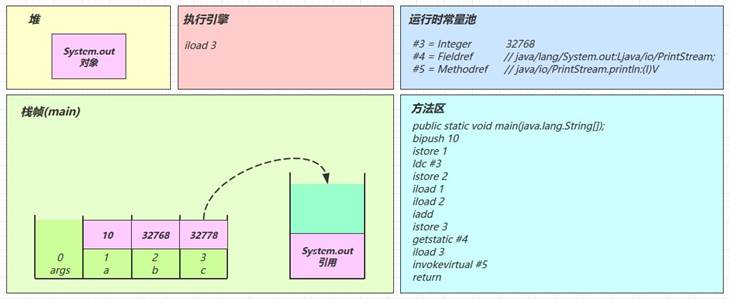 堆
System.out
对象
执行引擎
iload 3
运行时常量池
#3 = Integer 32768
#4 = Fieldref // java/lang/System.out:Ljava/io/PrintStream;
#5 = Methodref // java/io/PrintStream.println:(I)V
栈帧(main)
10 32768 32778
0 1 2 3
args a b c
System.out
引用
方法区
public static void main(java.lang.String[]);
bipush 10
istore 1
ldc #3
istore 2
iload 1
iload 2
iadd
istore 3
getstatic #4
iload 3
invokevirtual #5
return